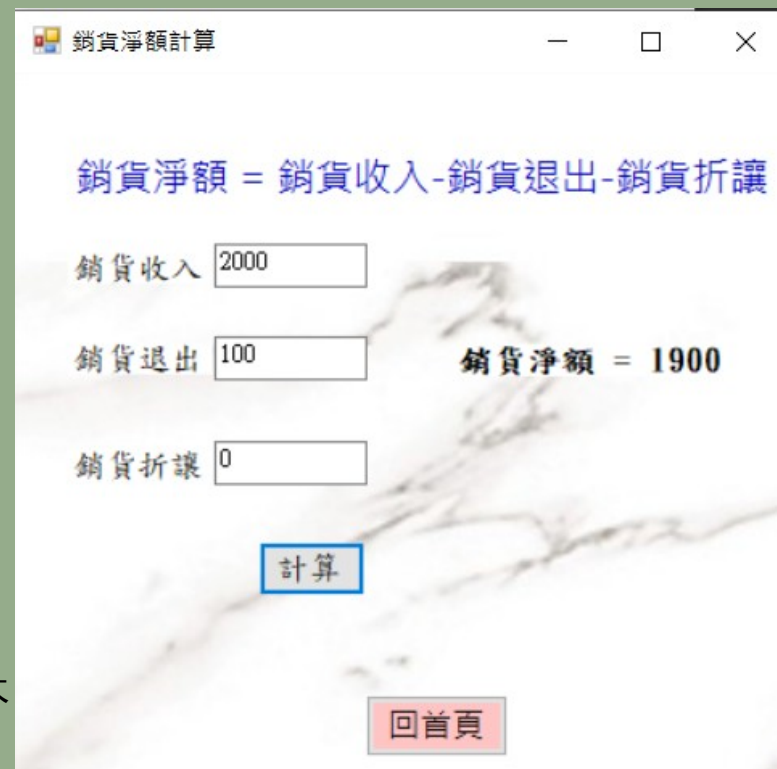 銷貨淨額計算
銷貨淨額 = 銷貨收入-銷貨退出-銷貨折讓
銷貨收入 2000
銷貨退出 100
銷貨淨額 = 1900
銷貨折讓 0
計算
回首頁